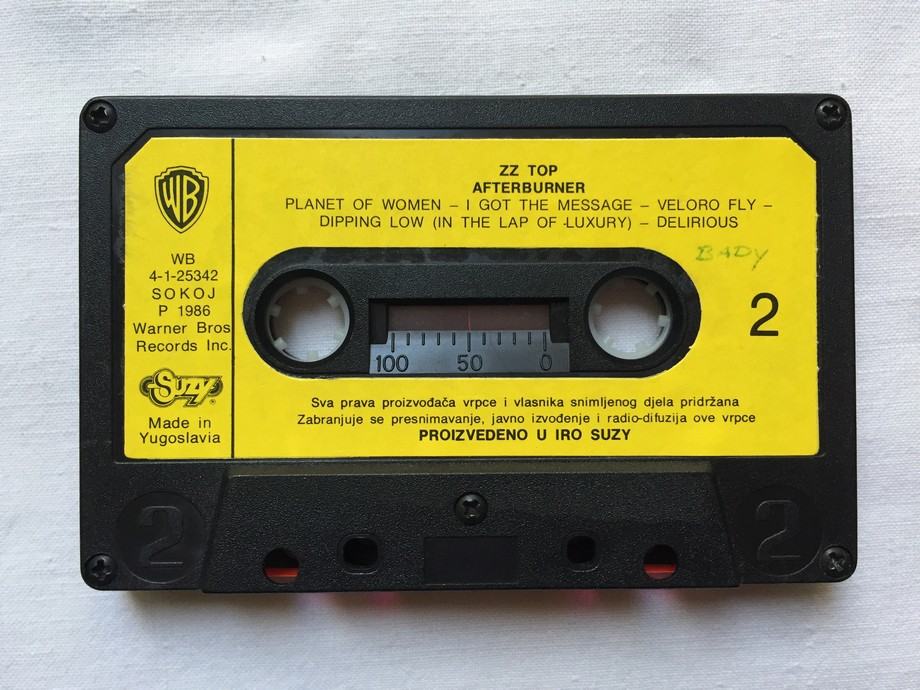 ZZ TOP
AFTERBURNER
PLANET OF WOMEN – I GOT THE MESSAGE – VELORO FLY –
DIPPING LOW (IN THE LAP OF LUXURY) – DELIRIOUS
BADY
2
WB
WB
4-1-25342
SOKOJ
P 1986
Warner Bros
Records Inc.
SUZY
®
Made in
Yugoslavia
100 50 0
Sva prava proizvođača vrpce i vlasnika snimljenog djela pridržana
Zabranjuje se presnimavanje, javno izvođenje i radio-difuzija ove vrpce
PROIZVEDENO U IRO SUZY
2 2